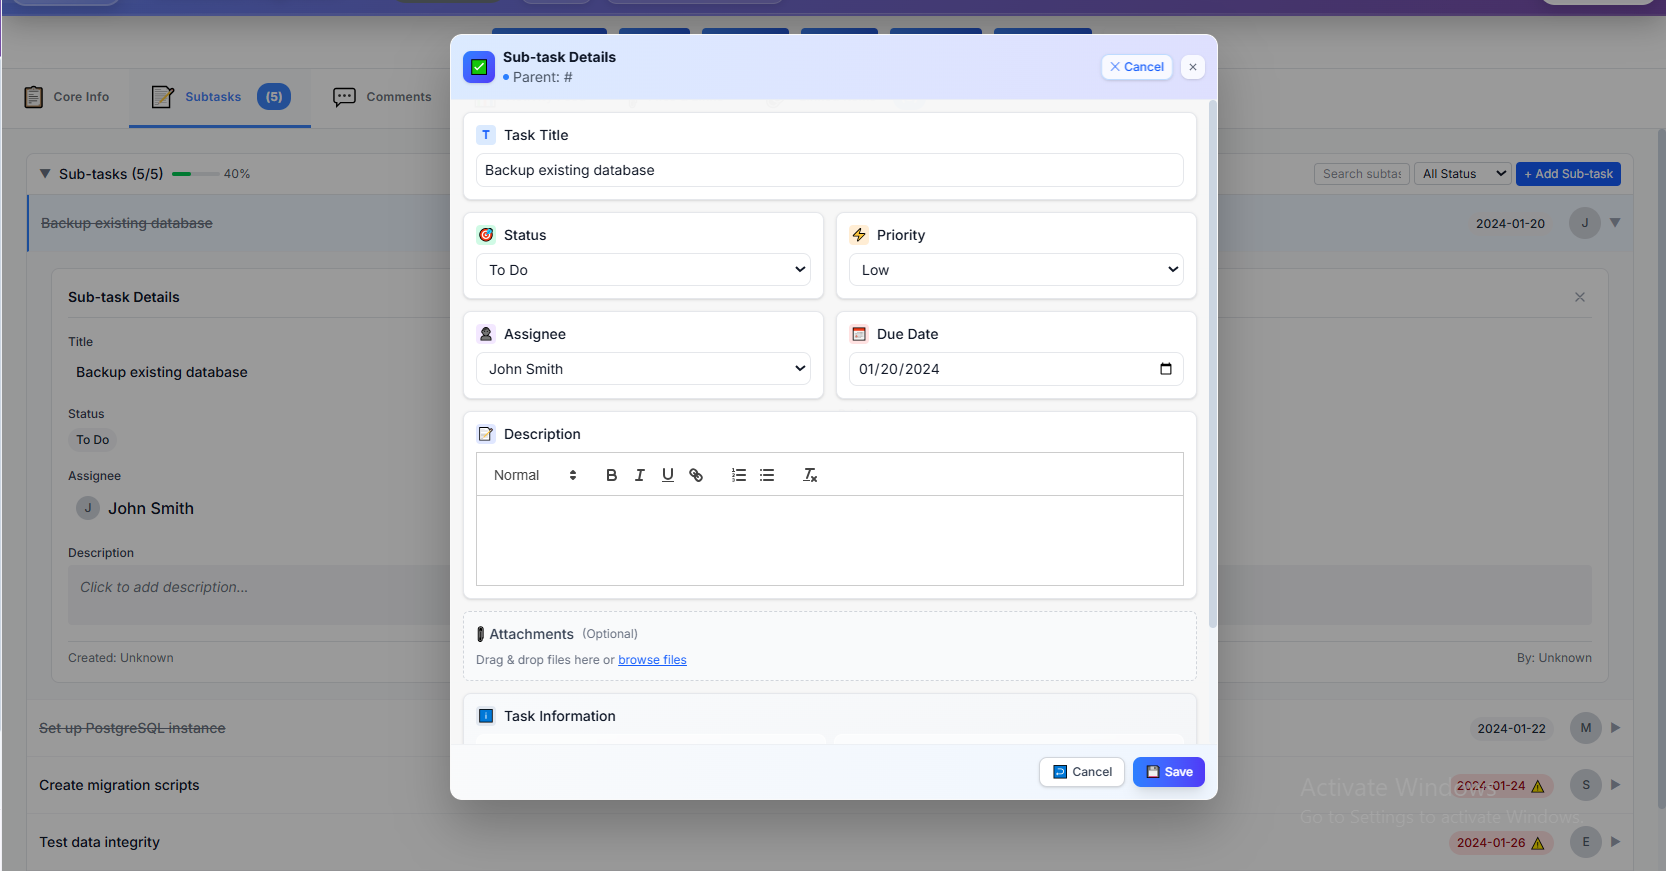 Sub-task Details
Parent: #
Cancel
Core Info
Subtasks
(5)
Comments
Task Title
Backup existing database
Sub-tasks (5/5)
40%
Search subtas
All Status
+ Add Sub-task
Backup existing database
2024-01-20
J
Status
Priority
To Do
Low
Sub-task Details
Title
Backup existing database
Assignee
Due Date
John Smith
01/20/2024
Status
To Do
Description
Normal
Assignee
J
John Smith
Description
Click to add description...
Attachments (Optional)
Drag & drop files here or browse files
Created: Unknown
By: Unknown
Task Information
Set up PostgreSQL instance
2024-01-22
M
Cancel
Save
Create migration scripts
2024-01-24
S
Activate Windows
Go to Settings to activate Windows.
Test data integrity
2024-01-26
E